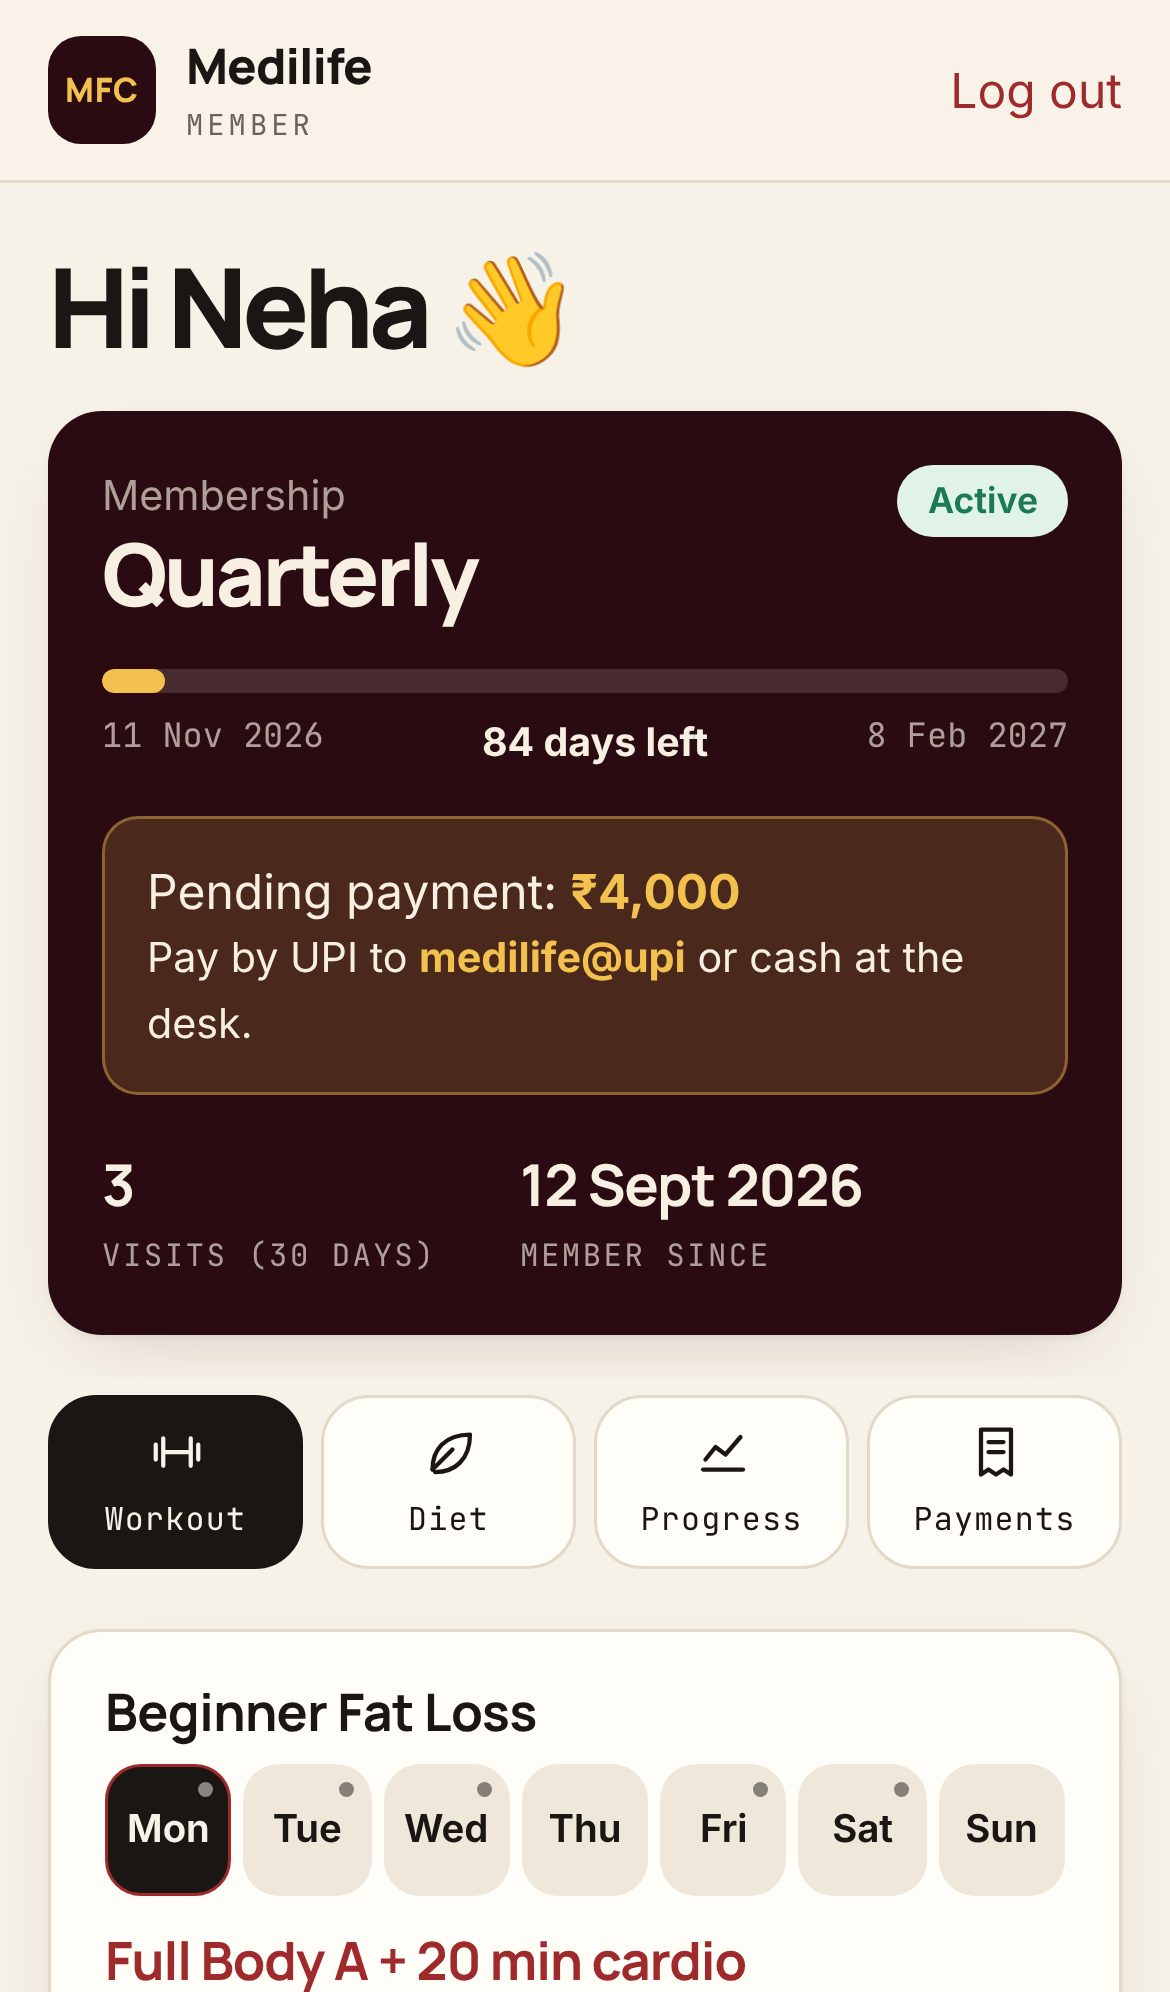 MFC
Medilife
MEMBER
Log out
Hi Neha 👋
Membership
Active
Quarterly
11 Nov 2026
84 days left
8 Feb 2027
Pending payment: ₹4,000
Pay by UPI to medilife@upi or cash at the
desk.
3
12 Sept 2026
VISITS (30 DAYS)
MEMBER SINCE
Workout
Diet
Progress
Payments
Beginner Fat Loss
Mon
Tue
Wed
Thu
Fri
Sat
Sun
Full Body A + 20 min cardio